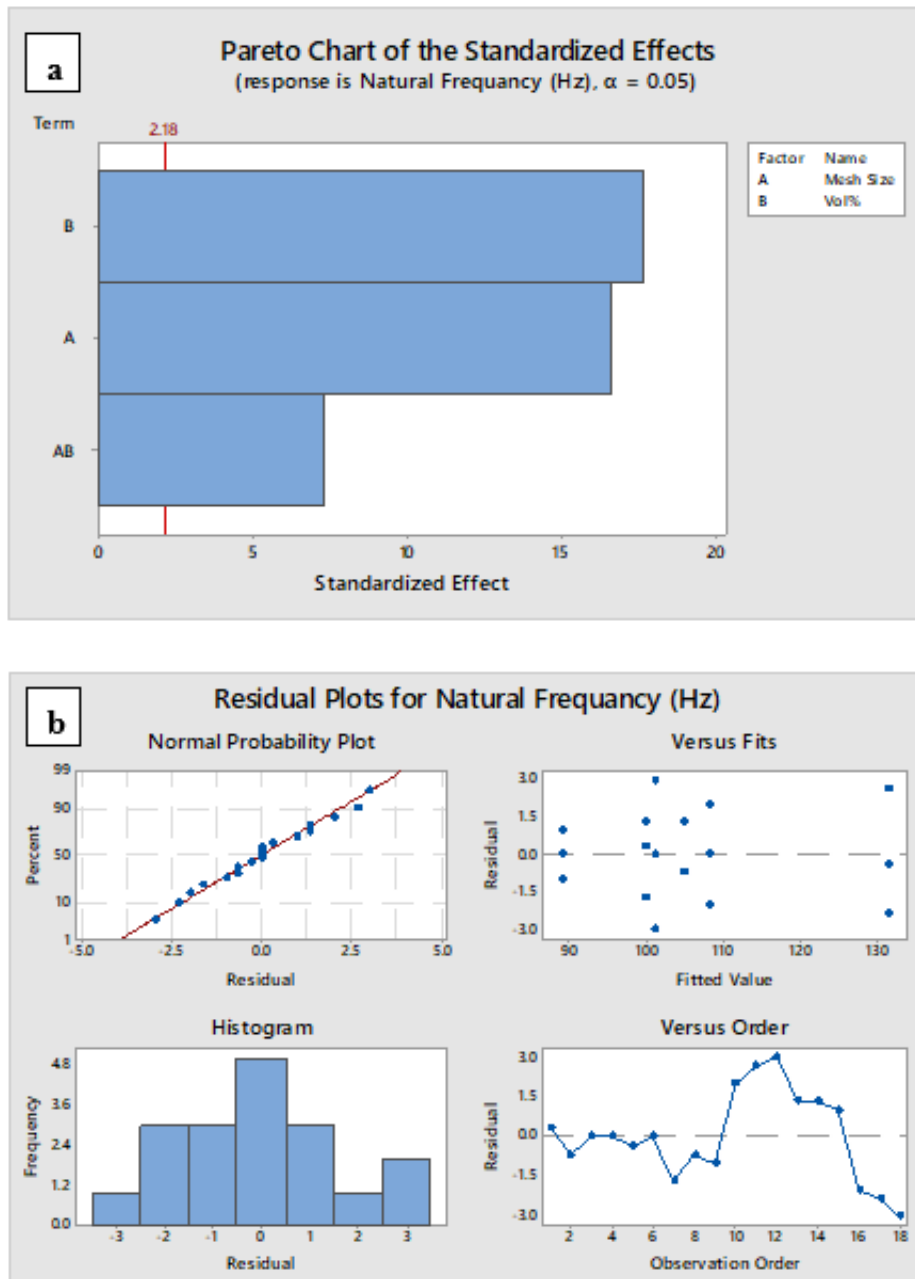 a
Pareto Chart of the Standardized Effects
(response is Natural Frequancy (Hz), α = 0.05)
Term
2.18
Factor Name
A Mesh Size
B Vol%
B
A
AB
0 5 10 15 20
Standardized Effect
b
Residual Plots for Natural Frequancy (Hz)
Normal Probability Plot
99
90
50
10
1
Percent
-5.0 -2.5 0.0 2.5 5.0
Residual
Versus Fits
3.0
1.5
0.0
-1.5
-3.0
Residual
90 100 110 120 130
Fitted Value
Histogram
4.8
3.6
2.4
1.2
0.0
Frequency
-3 -2 -1 0 1 2 3
Residual
Versus Order
3.0
1.5
0.0
-1.5
-3.0
Residual
2 4 6 8 10 12 14 16 18
Observation Order